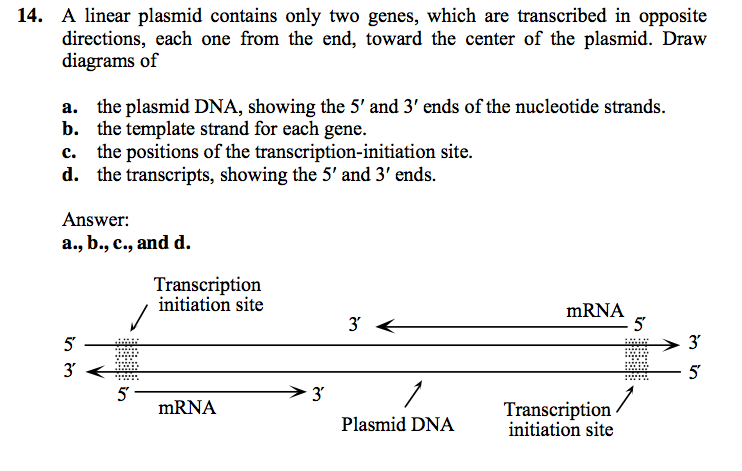 14. A linear plasmid contains only two genes, which are transcribed in opposite
directions, each one from the end, toward the center of the plasmid. Draw
diagrams of
a. the plasmid DNA, showing the 5′ and 3′ ends of the nucleotide strands.
b. the template strand for each gene.
c. the positions of the transcription-initiation site.
d. the transcripts, showing the 5′ and 3′ ends.
Answer:
a., b., c., and d.
Transcription
initiation site
mRNA
3′ 5′
5′ 3′
3′ 5′
5′ 3′
mRNA
Plasmid DNA
Transcription
initiation site